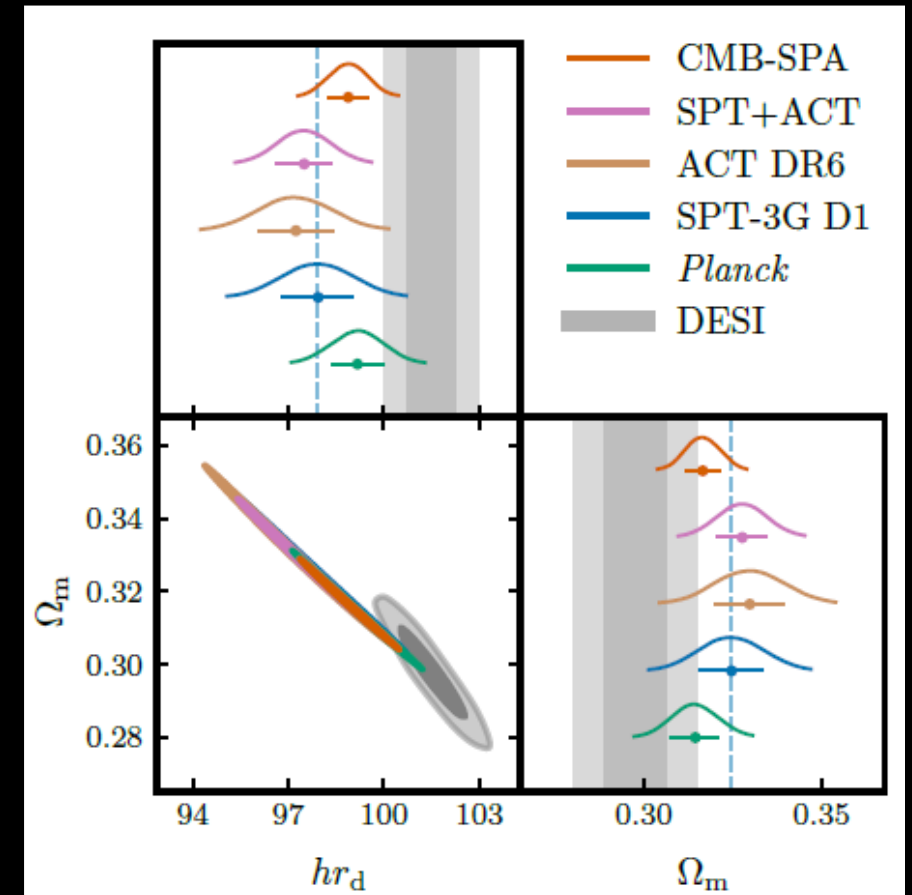 CMB-SPA
SPT+ACT
ACT DR6
SPT-3G D1
Planck
DESI
0.36
0.34
0.32
0.30
0.28
Ωm
94 97 100 103
hrd
0.30 0.35
Ωm